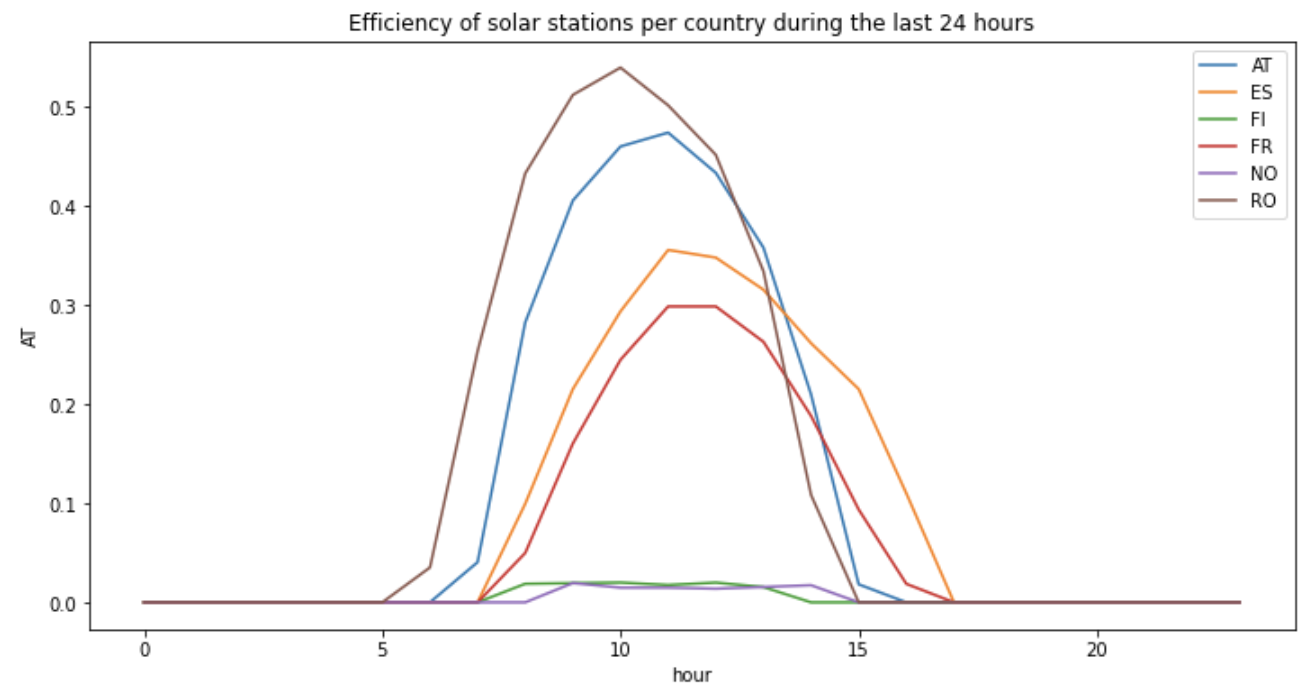 Efficiency of solar stations per country during the last 24 hours
AT
ES
FI
FR
NO
RO
0.5
0.4
0.3
0.2
0.1
0.0
AT
0 5 10 15 20
hour